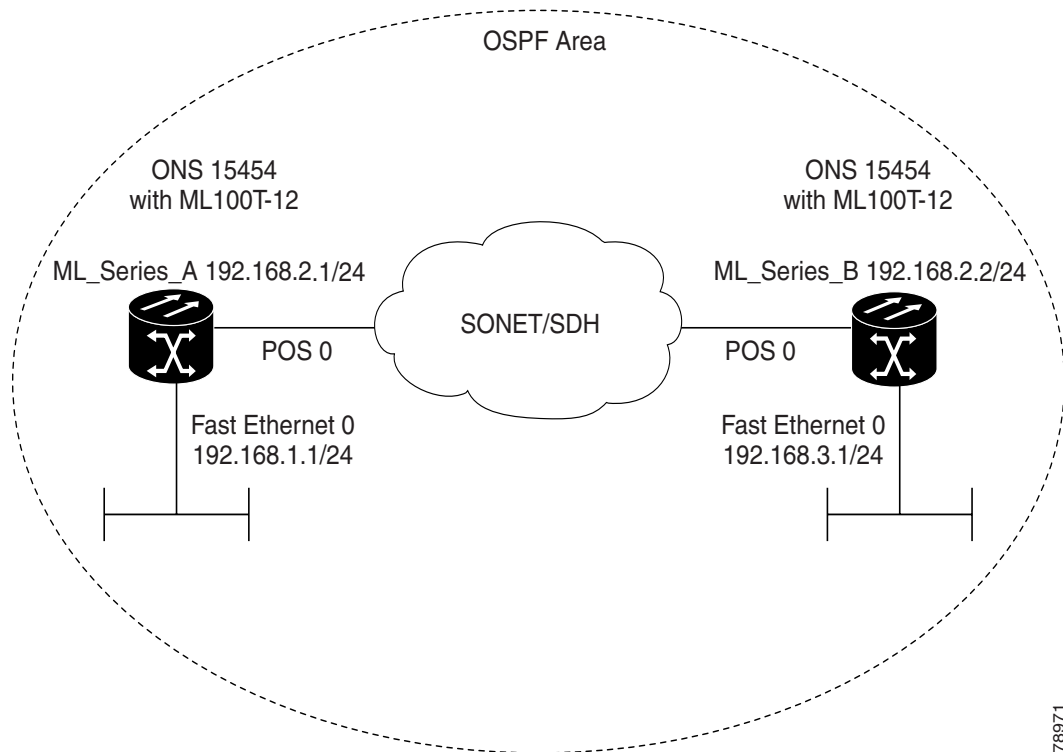 OSPF Area
ONS 15454
with ML100T-12
ONS 15454
with ML100T-12
ML_Series_A 192.168.2.1/24
ML_Series_B 192.168.2.2/24
SONET/SDH
POS 0
POS 0
Fast Ethernet 0
192.168.1.1/24
Fast Ethernet 0
192.168.3.1/24
78971